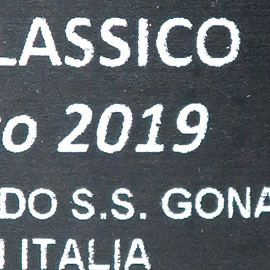 LASSICO
o 2019
DO S.S. GONA
I ITALIA